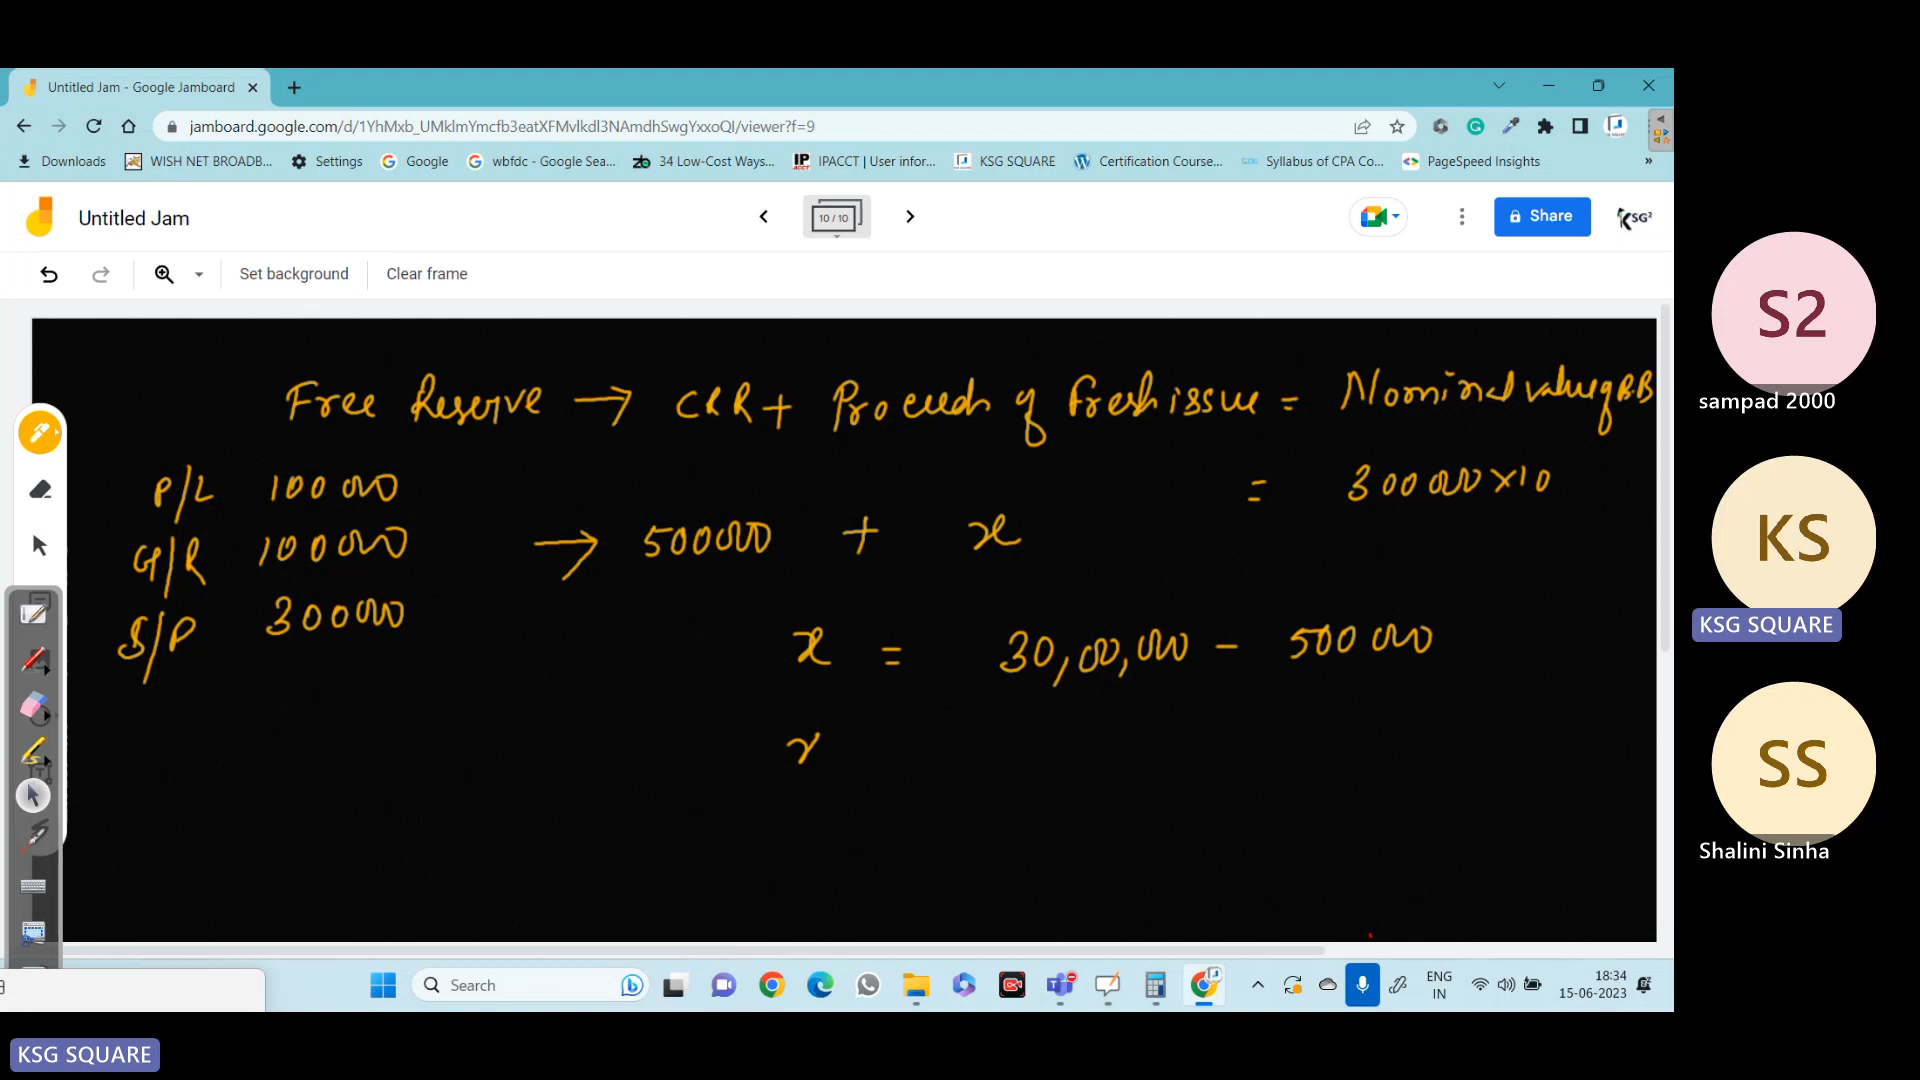 Untitled Jam - Google Jamboard
jamboard.google.com/d/1YhMxb_UMklmYmcfb3eatXFMvlkdl3NAmdhSwgYxxoQI/viewer?f=9
Downloads WISH NET BROADB... Settings Google wbfdc - Google Sea... 34 Low-Cost Ways... IPACCT | User infor... KSG SQUARE Certification Course... Syllabus of CPA Co... PageSpeed Insights »
Untitled Jam
10 / 10
Share
KSG²
Set background Clear frame
Free Reserve → CRR + Proceeds of Fresh issue = Nominal value of B.B
P/L 100000
= 300000 × 10
G/R 100000 → 500000 + x
S/P 300000
x = 30,00,000 - 500000
S2
sampad 2000
KS
KSG SQUARE
SS
Shalini Sinha
Search
ENG
IN
18:34
15-06-2023
KSG SQUARE